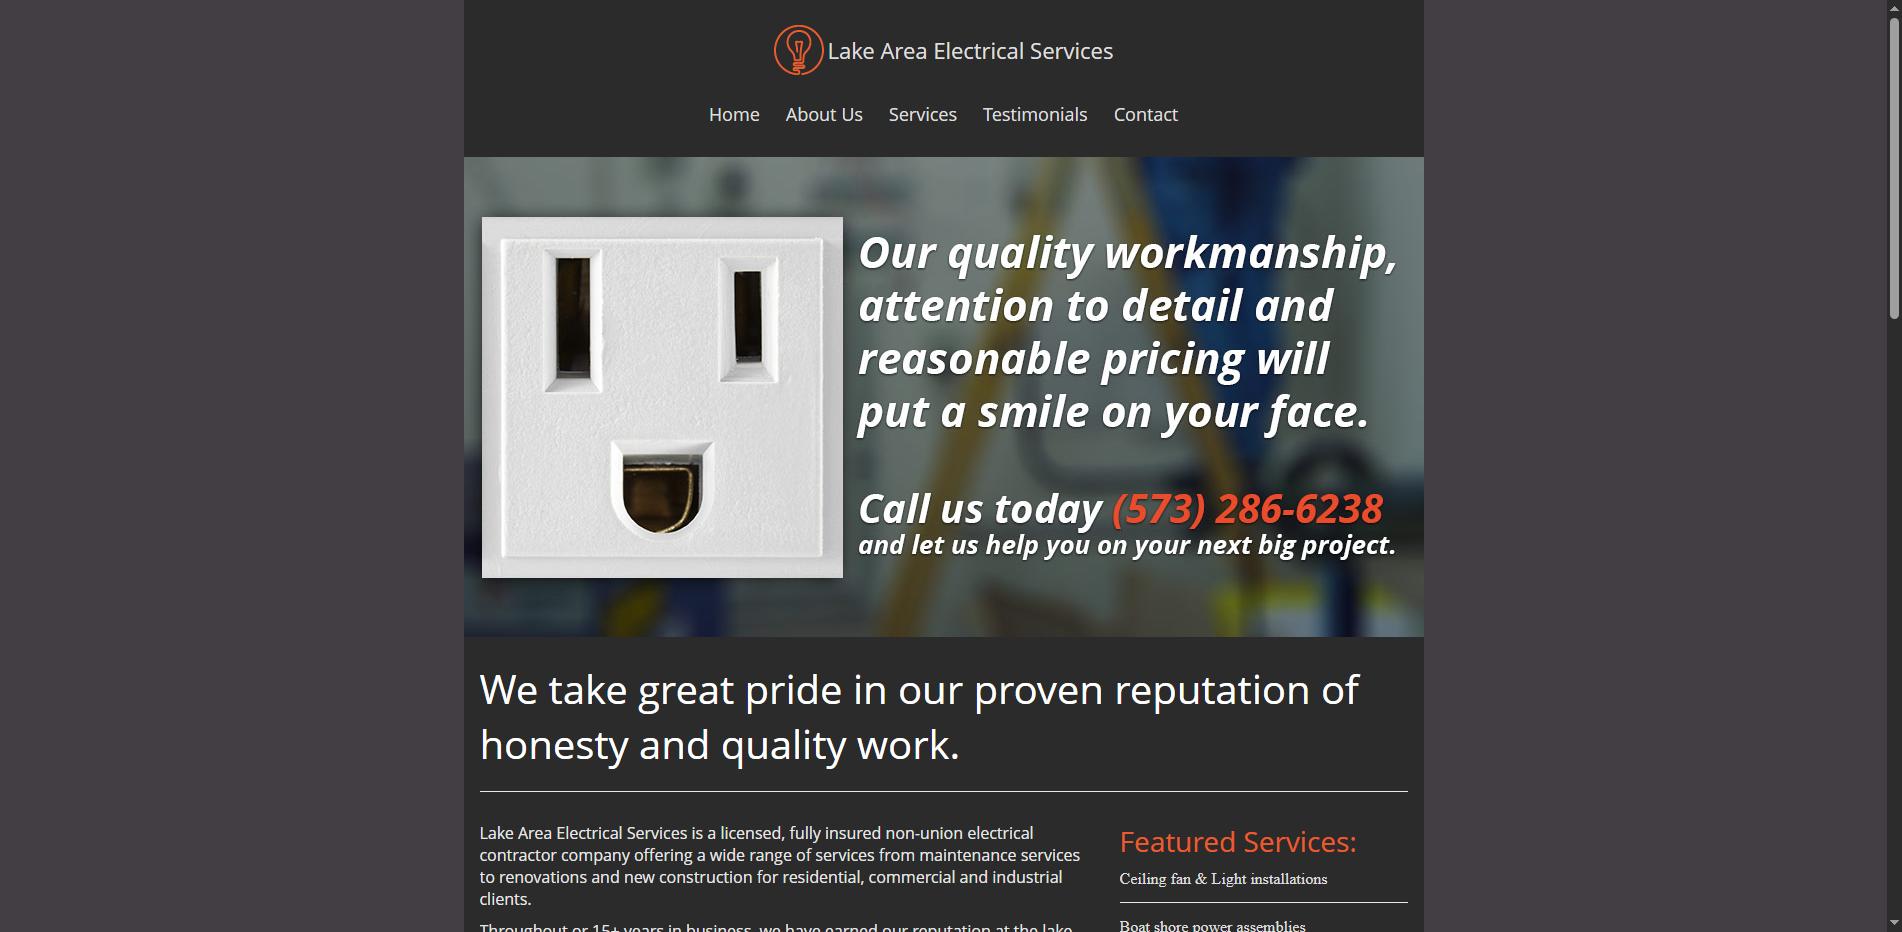 Lake Area Electrical Services
Home About Us Services Testimonials Contact
Our quality workmanship,
attention to detail and
reasonable pricing will
put a smile on your face.
Call us today (573) 286-6238
and let us help you on your next big project.
We take great pride in our proven reputation of
honesty and quality work.
Lake Area Electrical Services is a licensed, fully insured non-union electrical
contractor company offering a wide range of services from maintenance services
to renovations and new construction for residential, commercial and industrial
clients.
Throughout or 15+ years in business, we have earned our reputation at the lake
Featured Services:
Ceiling fan & Light installations
Boat shore power assemblies